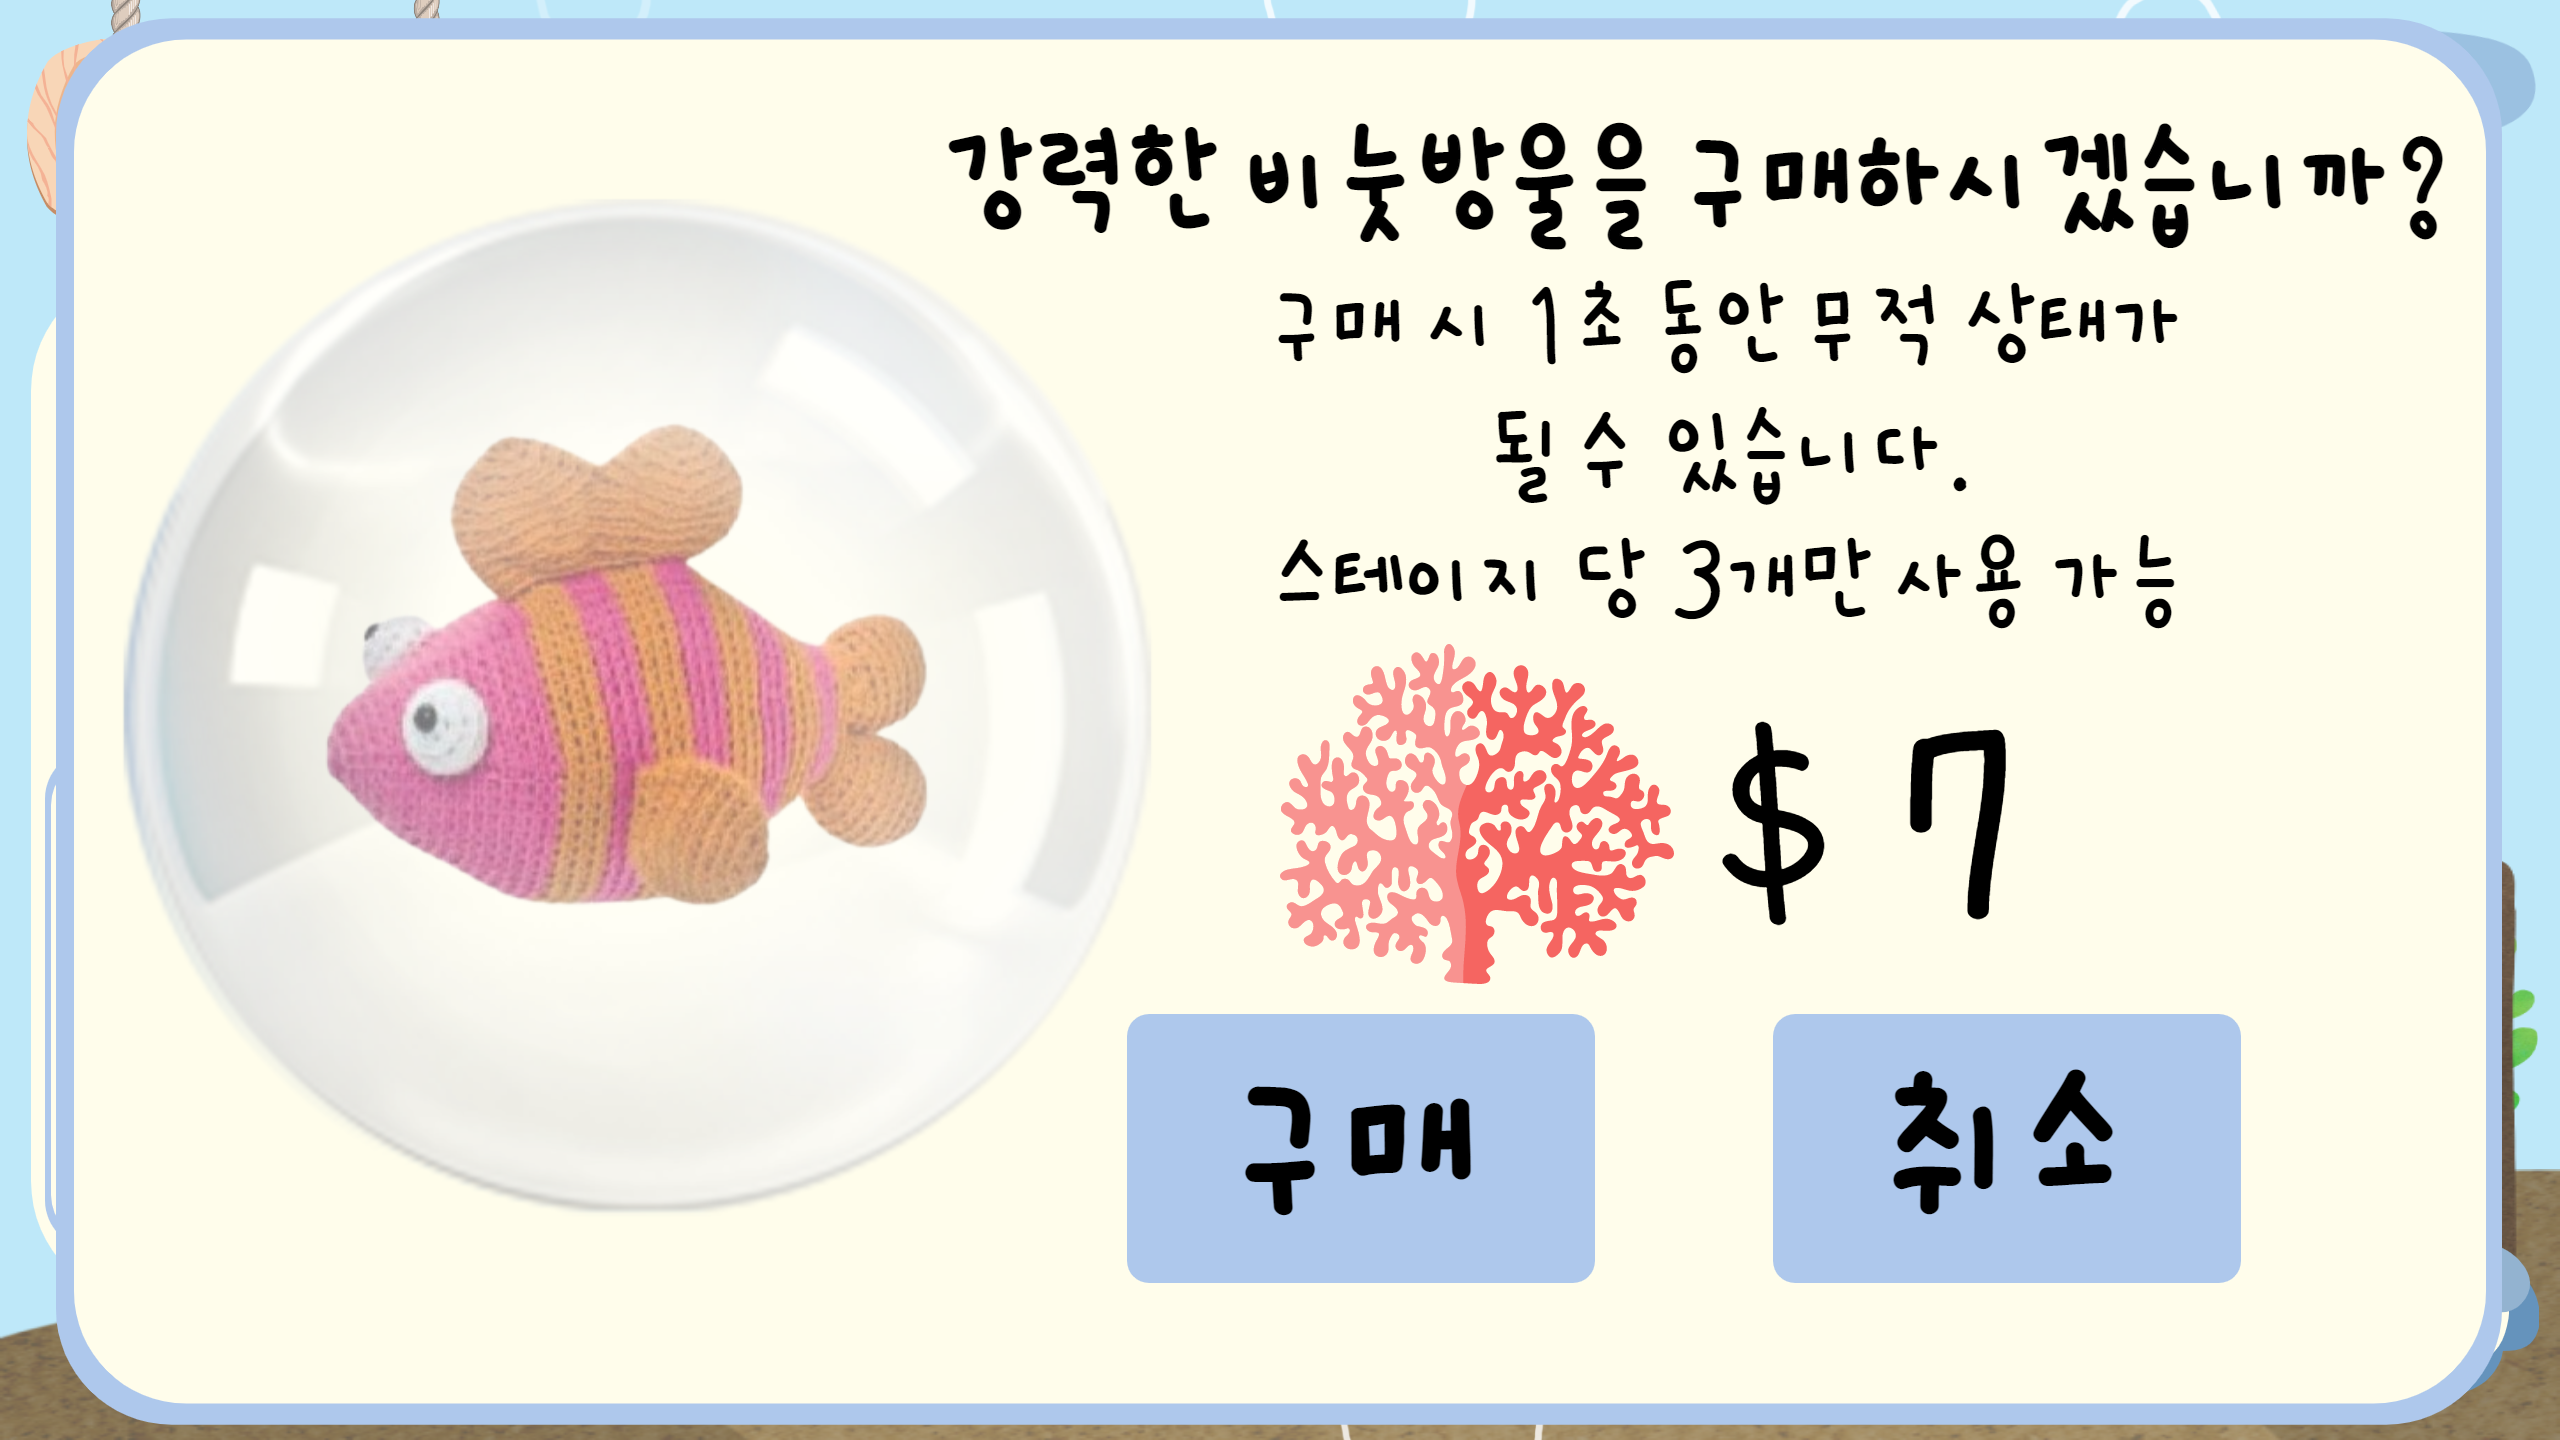 강력한 비눗방울을 구매하시겠습니까?
구매 시 1초 동안 무적 상태가
될 수 있습니다.
스테이지 당 3개만 사용 가능
$ 7
구매
취소